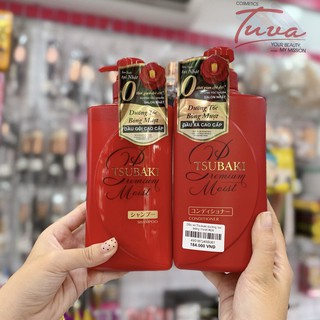 COSMETICS
Tuva
YOUR BEAUTY
MY MISSION
0
Dưỡng Tóc
Bóng Mượt
DẦU GỘI CAO CẤP
TSUBAKI
Premium
Moist
シャンプー
SHAMPOO
0
Dưỡng Tóc
Bóng Mượt
DẦU XẢ CAO CẤP
TSUBAKI
Premium
Moist
コンディショナー
CONDITIONER
184.000 VND